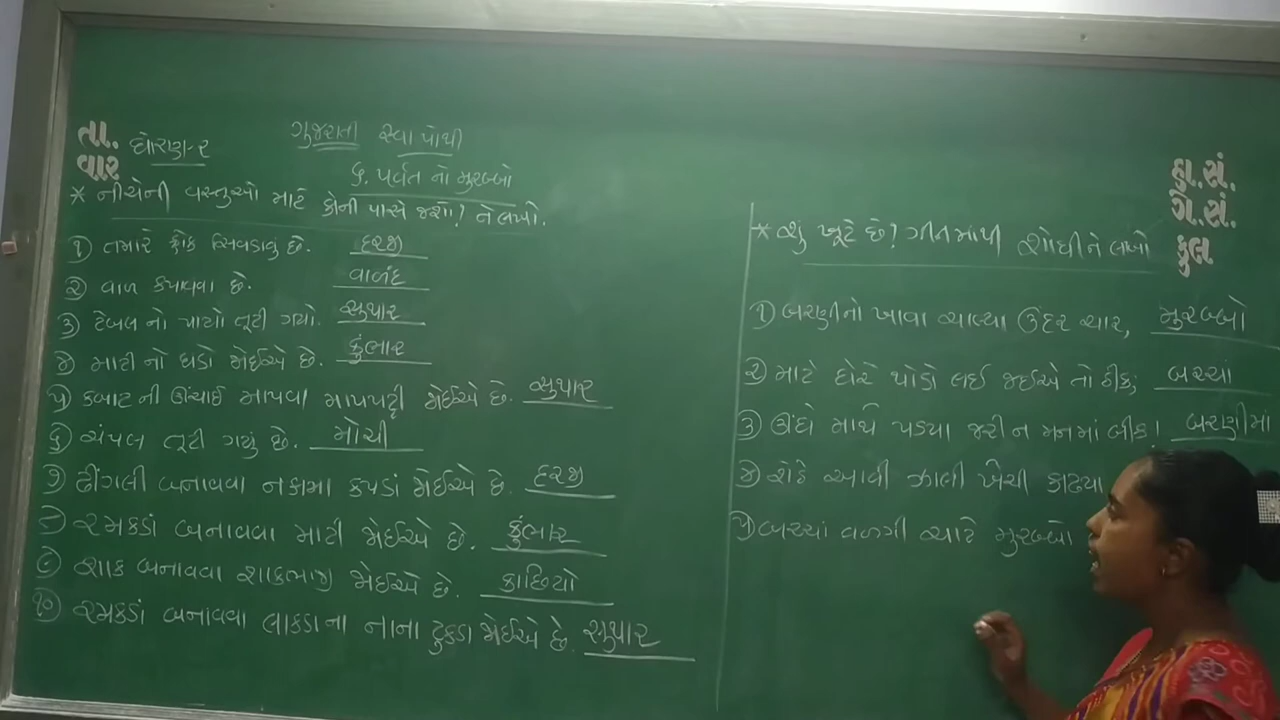 તા..
વાર
ધોરણ-૨
ગુજરાતી સ્વાપોથી
૬. પર્વત નો મુરબ્બો
* નીચેની વસ્તુઓ માટે કોની પાસે જશો? ને લખો.
૧) તમારે ફ્રોક સિવડાવવું છે. દરજી
૨) વાળ કપાવવા છે. વાળંદ
૩) ટેબલ નો પાયો તૂટી ગયો. સુથાર
૪) માટી નો ઘડો જોઈએ છે. કુંભાર
૫) કબાટ ની ઊંચાઈ માપવા માપપટ્ટી જોઈએ છે. સુથાર
૬) ચંપલ તૂટી ગયું છે. મોચી
૭) ઢીંગલી બનાવવા નકામા કપડાં જોઈએ છે. દરજી
૮) રમકડાં બનાવવા માટી જોઈએ છે. કુંભાર
૯) શાક બનાવવા શાકભાજી જોઈએ છે. કાછિયો
૧૦) રમકડાં બનાવવા લાકડાના નાના ટુકડા જોઈએ છે. સુથાર
હા..સં..
ગે..સં..
કુલ
* શું ખૂટે છે? ગીતમાંથી શોધીને લખો
૧) બરણીનો ખાવા ચાલ્યા ઉંદર ચાર, મુરબ્બો
૨) માટે દોરે થોડો લઈ જઈએ તો ઠીક; બચ્ચાં
૩) ઊંધે માથે પડ્યા જરી ન મનમાં બીક! બરણીમાં
૪) શેઠે આવી ઝાલી ખેંચી કાઢ્યા
૫) બચ્ચાં વળગી ચાટે મુરબ્બો